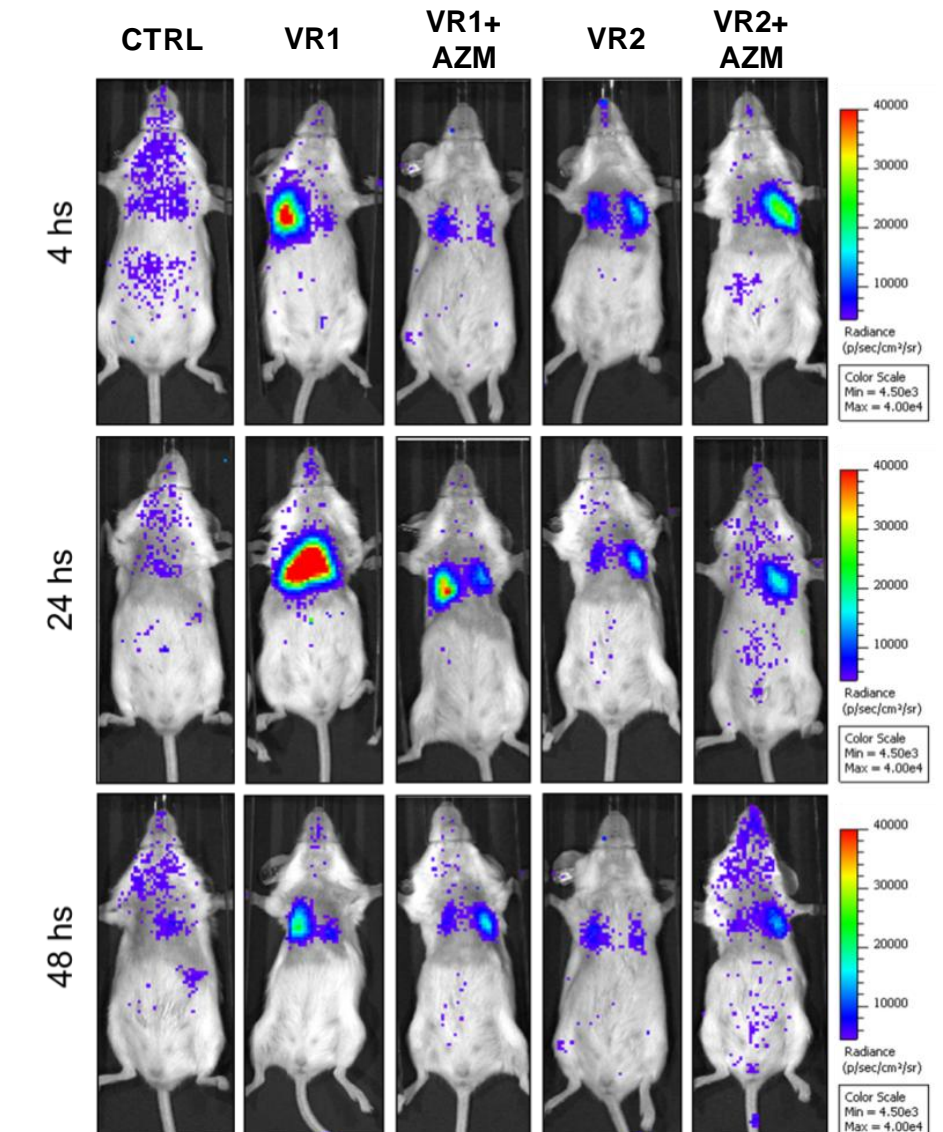 CTRL
VR1
VR1+
AZM
VR2
VR2+
AZM
4 hs
40000
30000
20000
10000
Radiance
(p/sec/cm²/sr)
Color Scale
Min = 4.50e3
Max = 4.00e4
24 hs
40000
30000
20000
10000
Radiance
(p/sec/cm²/sr)
Color Scale
Min = 4.50e3
Max = 4.00e4
48 hs
40000
30000
20000
10000
Radiance
(p/sec/cm²/sr)
Color Scale
Min = 4.50e3
Max = 4.00e4